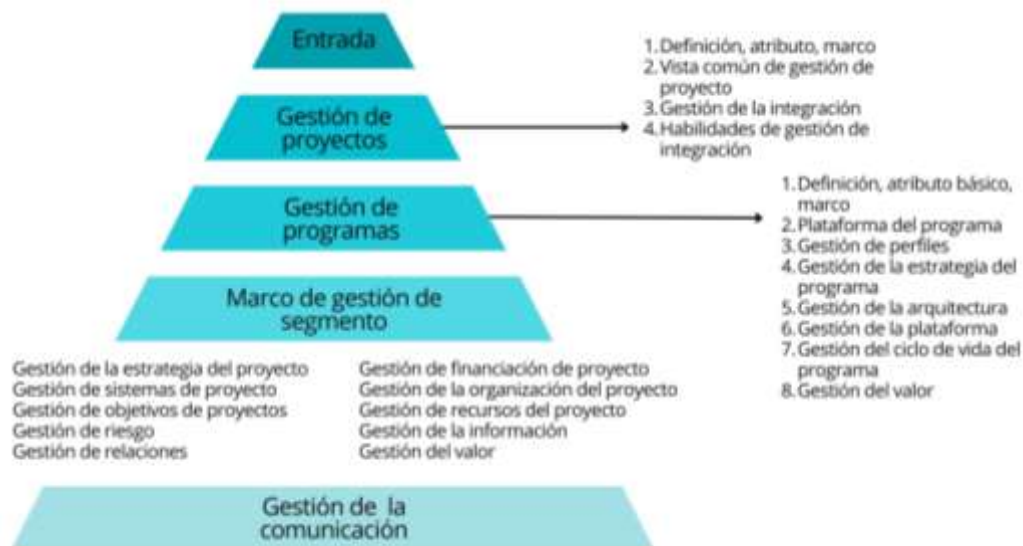 Entrada
Gestión de
proyectos
1. Definición, atributo, marco
2. Vista común de gestión de
proyecto
3. Gestión de la integración
4. Habilidades de gestión de
integración
Gestión de
programas
1. Definición, atributo básico,
marco
2. Plataforma del programa
3. Gestión de perfiles
4. Gestión de la estrategia del
programa
5. Gestión de la arquitectura
6. Gestión de la plataforma
7. Gestión del ciclo de vida del
programa
8. Gestión del valor
Marco de gestión de
segmento
Gestión de la estrategia del proyecto
Gestión de sistemas de proyecto
Gestión de objetivos de proyectos
Gestión de riesgo
Gestión de relaciones
Gestión de financiación de proyecto
Gestión de la organización del proyecto
Gestión de recursos del proyecto
Gestión de la información
Gestión del valor
Gestión de la
comunicación